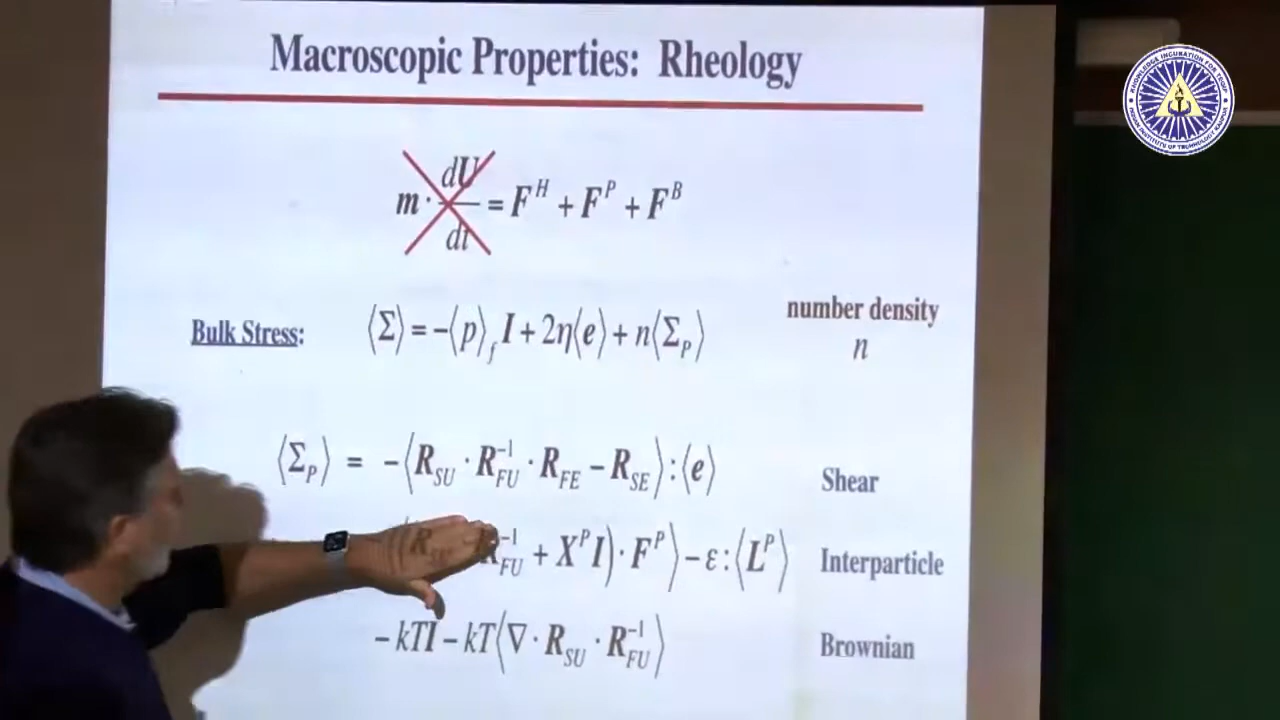 Macroscopic Properties: Rheology
m · dU/dt = F^H + F^P + F^B
Bulk Stress: ⟨Σ⟩ = −⟨p⟩_f I + 2η⟨e⟩ + n⟨Σ_P⟩
number density
n
⟨Σ_P⟩ = −⟨R_SU · R_FU^−1 · R_FE − R_SE⟩:⟨e⟩ Shear
_FU^−1 + X^P I) · F^P⟩ − ε:⟨L^P⟩ Interparticle
− kTI − kT⟨∇ · R_SU · R_FU^−1⟩ Brownian